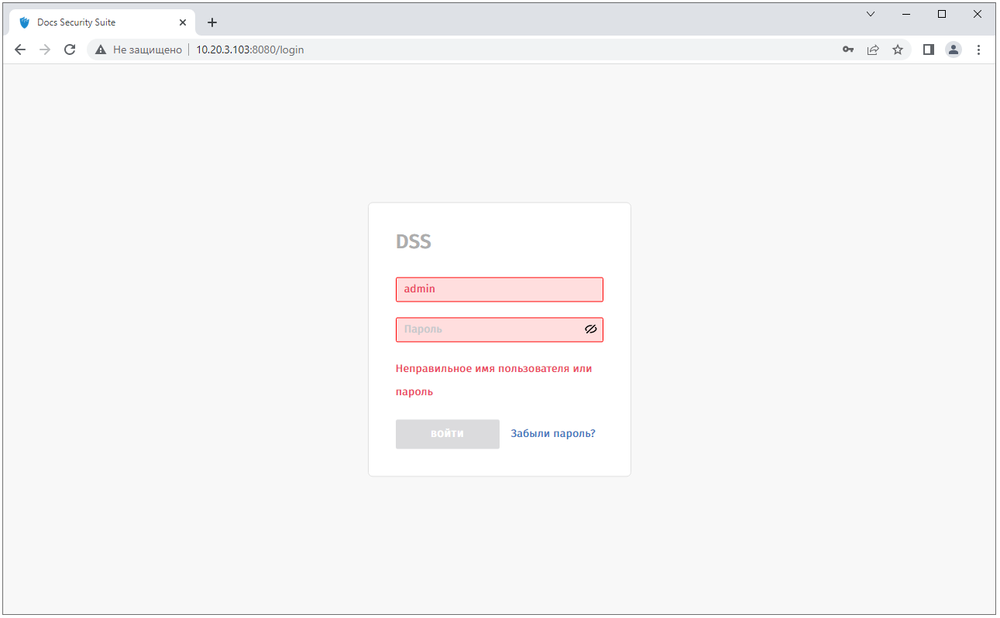 Docs Security Suite
Не защищено 10.20.3.103:8080/login
DSS
admin
Пароль
Неправильное имя пользователя или
пароль
ВОЙТИ Забыли пароль?